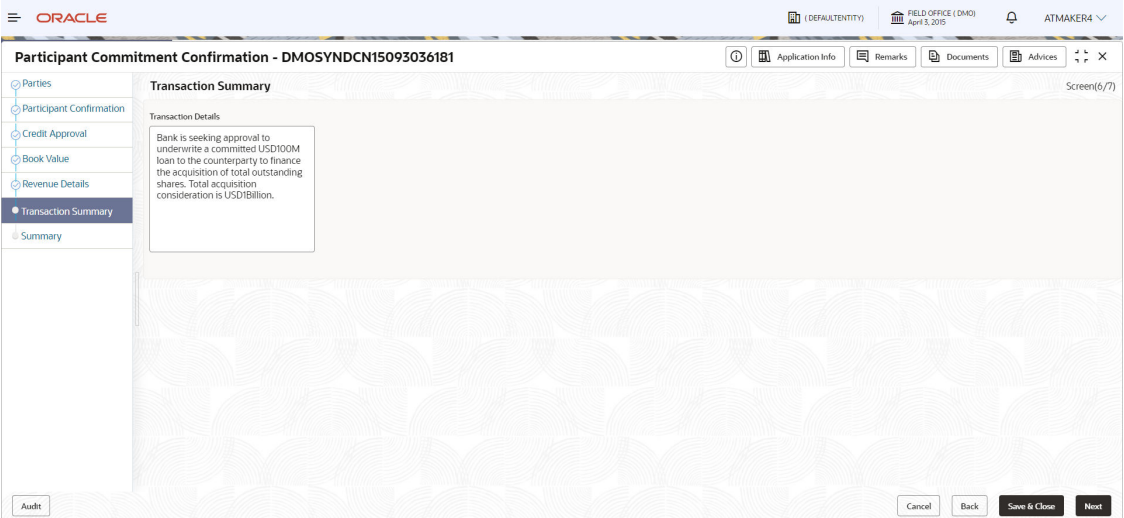 ORACLE
( DEFAULTENTITY)
FIELD OFFICE ( DMO)
April 3, 2015
ATMAKER4
Participant Commitment Confirmation - DMOSYNDCN15093036181
Application Info
Remarks
Documents
Advices
Parties
Participant Confirmation
Credit Approval
Book Value
Revenue Details
Transaction Summary
Summary
Transaction Summary
Screen(6/7)
Transaction Details
Bank is seeking approval to
underwrite a committed USD100M
loan to the counterparty to finance
the acquisition of total outstanding
shares. Total acquisition
consideration is USD1Billion.
Audit
Cancel
Back
Save & Close
Next